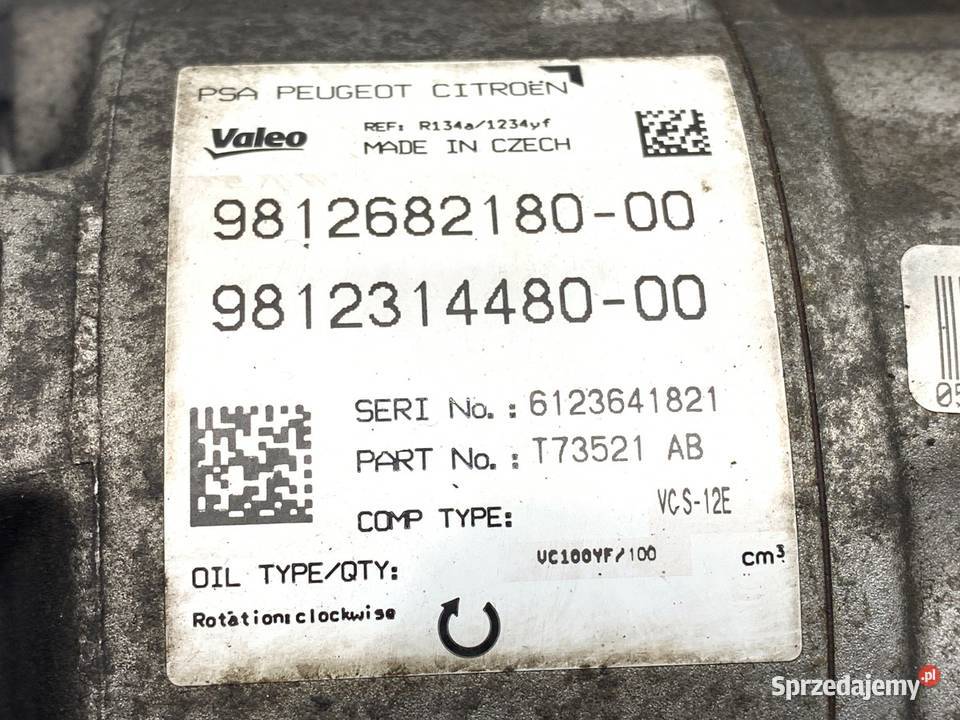 PSA PEUGEOT CITROËN
Valeo
REF: R134a/1234yf
MADE IN CZECH
9812682180-00
9812314480-00
SERI No.: 6123641821
PART No.: T73521 AB
COMP TYPE: VCS-12E
OIL TYPE/QTY: VC100YF/100 cm³
Rotation:clockwise
05
Sprzedajemy.pl